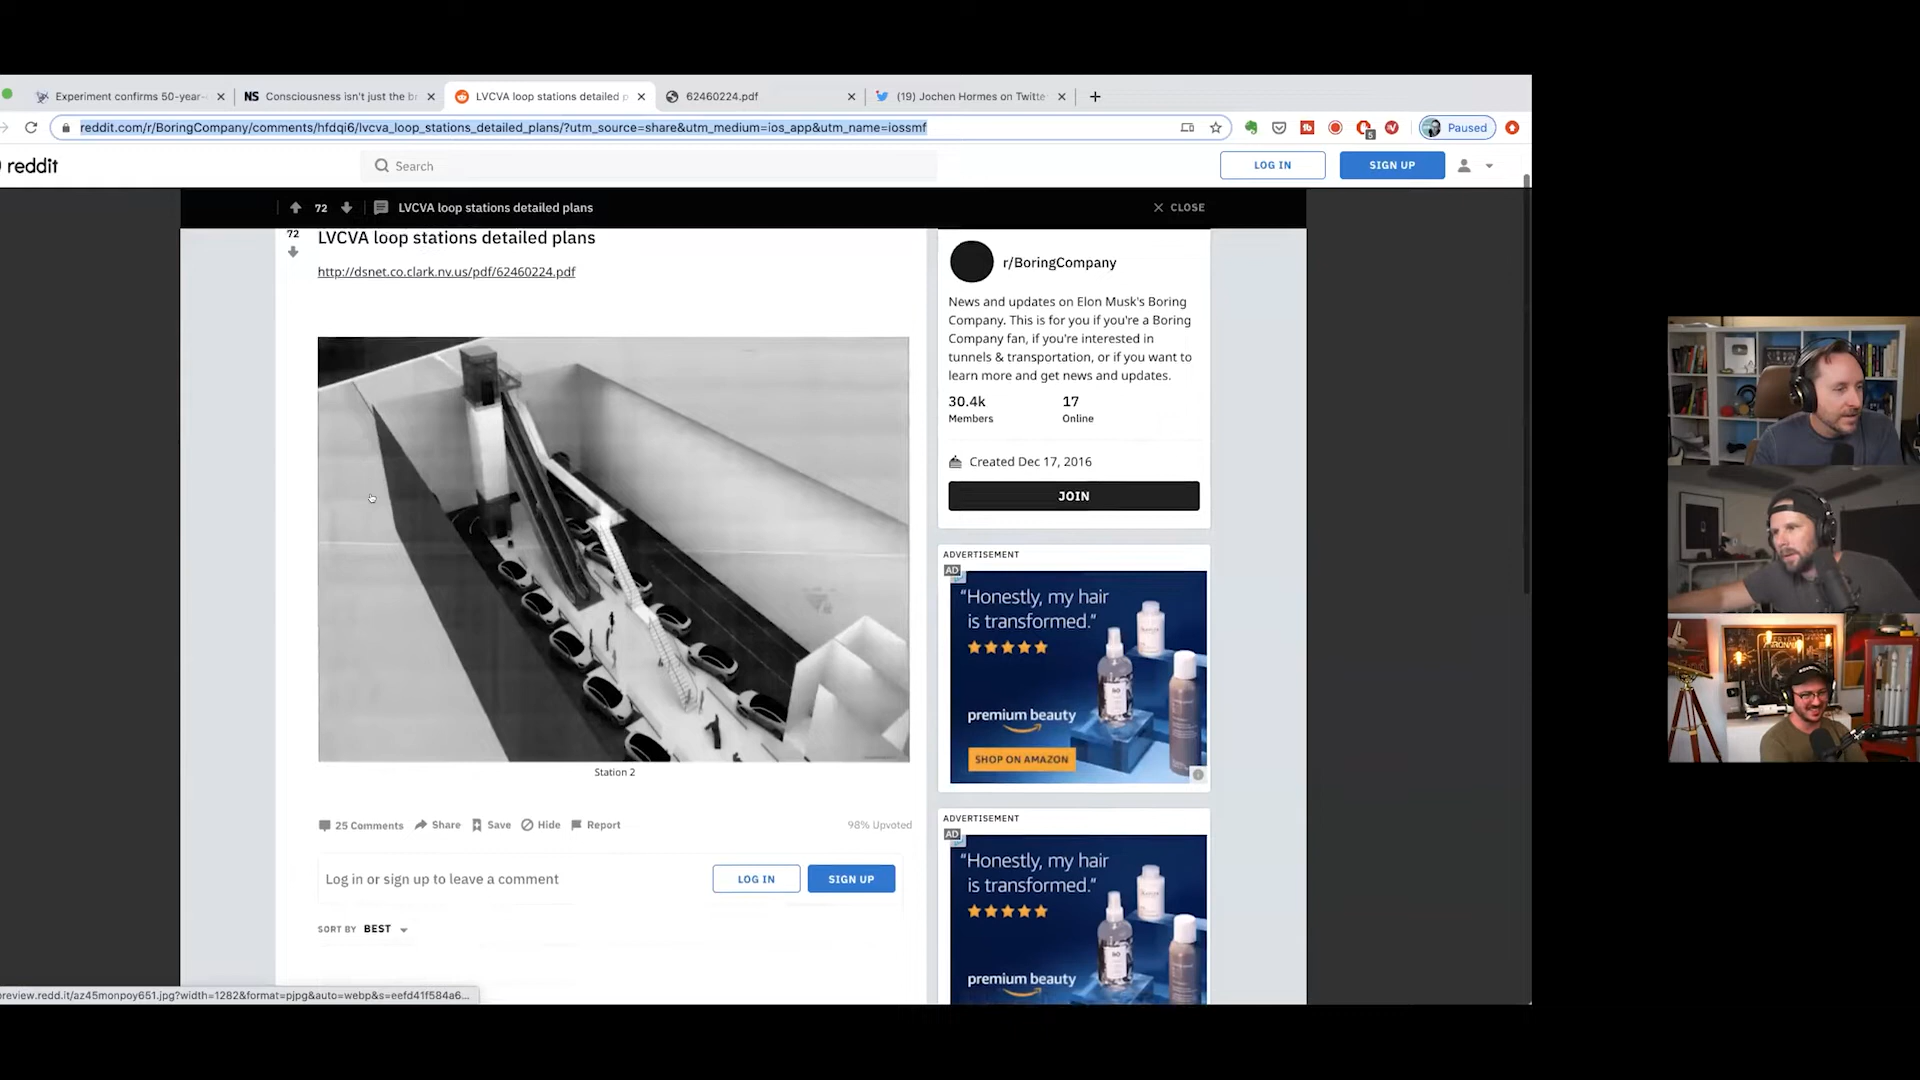 Experiment confirms 50-year-
NS Consciousness isn't just the br
LVCVA loop stations detailed p
62460224.pdf
(19) Jochen Hormes on Twitte
reddit.com/r/BoringCompany/comments/hfdqi6/lvcva_loop_stations_detailed_plans/?utm_source=share&utm_medium=ios_app&utm_name=iossmf
5
Paused
reddit
Search
LOG IN
SIGN UP
72
LVCVA loop stations detailed plans
CLOSE
72
LVCVA loop stations detailed plans
http://dsnet.co.clark.nv.us/pdf/62460224.pdf
Station 2
25 Comments
Share
Save
Hide
Report
98% Upvoted
Log in or sign up to leave a comment
LOG IN
SIGN UP
SORT BY BEST
r/BoringCompany
News and updates on Elon Musk's Boring
Company. This is for you if you're a Boring
Company fan, if you're interested in
tunnels & transportation, or if you want to
learn more and get news and updates.
30.4k
17
Members
Online
Created Dec 17, 2016
JOIN
ADVERTISEMENT
AD
"Honestly, my hair
is transformed."
premium beauty
SHOP ON AMAZON
ADVERTISEMENT
AD
"Honestly, my hair
is transformed."
premium beauty
preview.redd.it/az45monpoy651.jpg?width=1282&format=pjpg&auto=webp&s=eefd41f584a6...